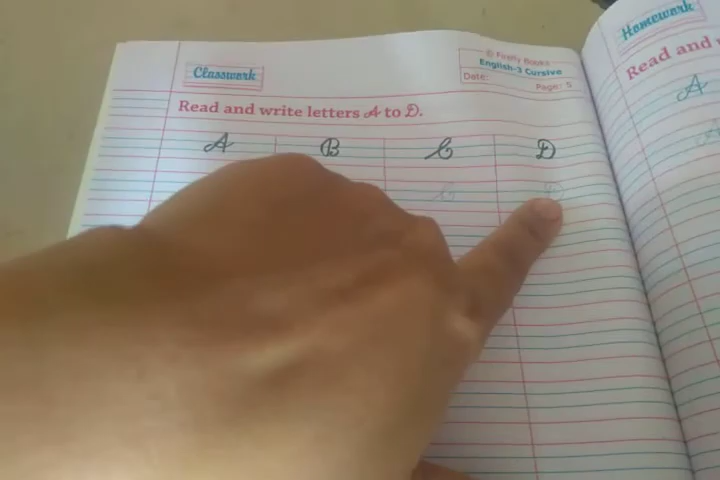 Classwork
© Firefly Books
English-3 Cursive
Date:
Page: 5
Read and write letters A to D.
A B C D
C D
Homework
Read and
A
A